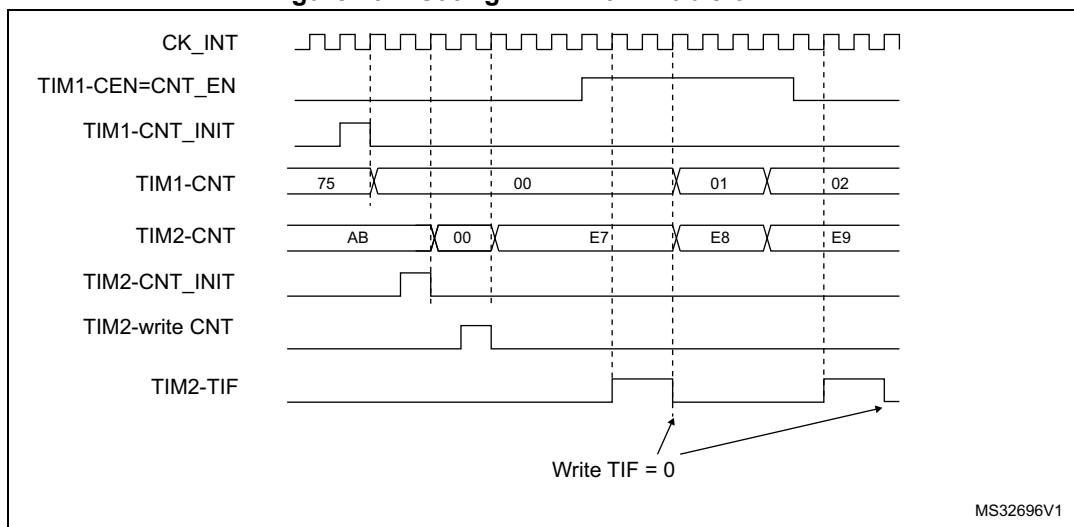 CK_INT
TIM1-CEN=CNT_EN
TIM1-CNT_INIT
TIM1-CNT 75 00 01 02
TIM2-CNT AB 00 E7 E8 E9
TIM2-CNT_INIT
TIM2-write CNT
TIM2-TIF
Write TIF = 0
MS32696V1